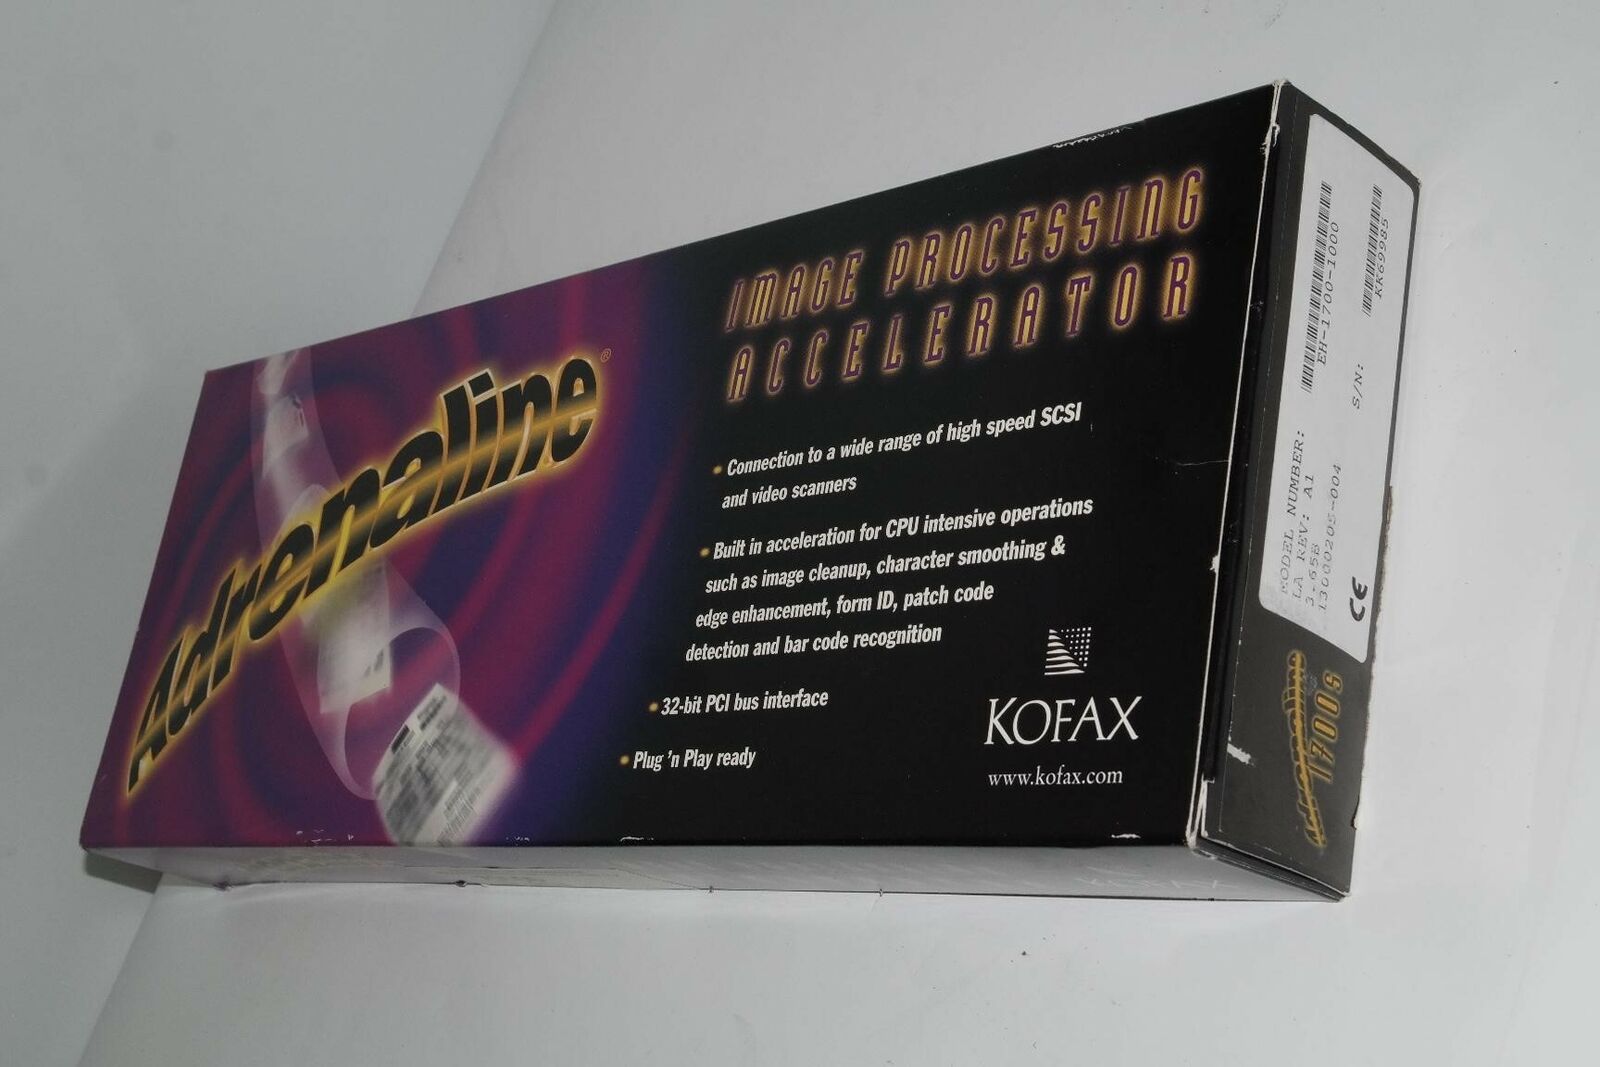 Adrenaline®
IMAGE PROCESSING
ACCELERATOR
• Connection to a wide range of high speed SCSI
and video scanners
• Built in acceleration for CPU intensive operations
such as image cleanup, character smoothing &
edge enhancement, form ID, patch code
detection and bar code recognition
• 32-bit PCI bus interface
• Plug 'n Play ready
KOFAX
www.kofax.com
MODEL NUMBER:
EH-1700-1000
LA REV: A1
3.65B
13000205-004
S/N:
KK69985
CE
Adrenaline
1700s